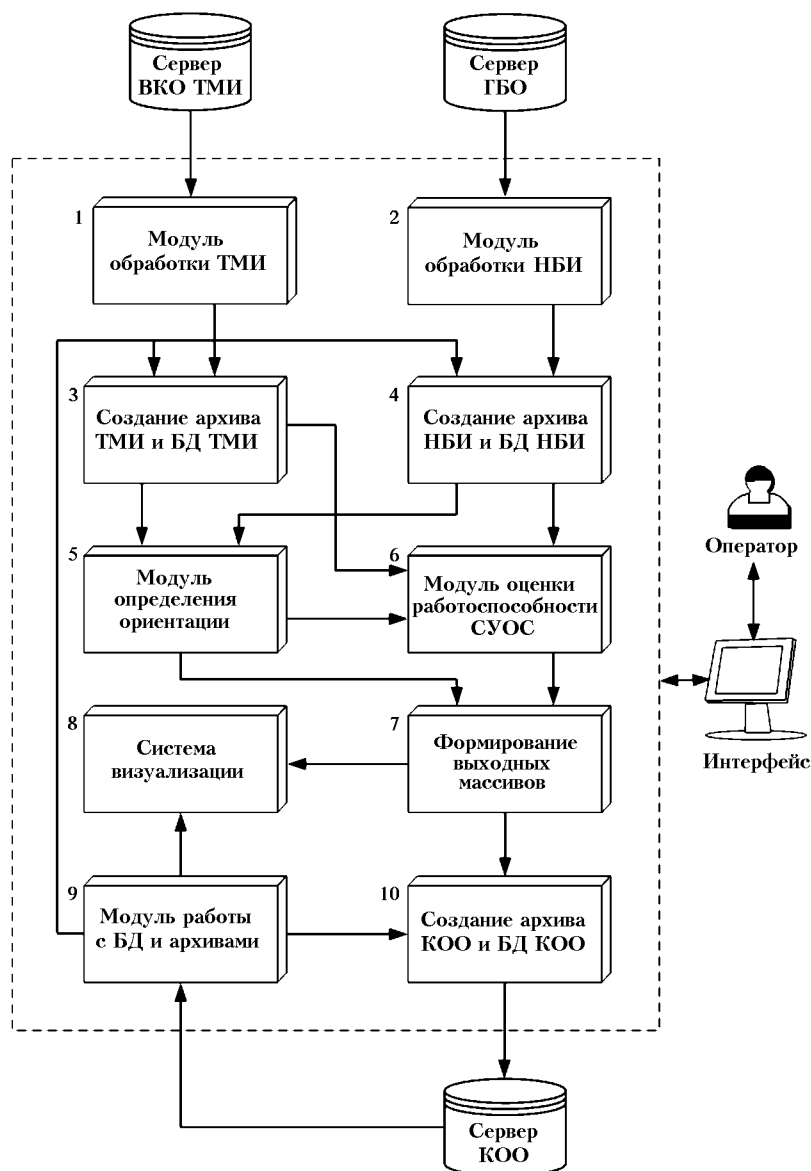 Сервер
ВКО ТМИ
Сервер
ГБО
1
Модуль
обработки ТМИ
2
Модуль
обработки НБИ
3
Создание архива
ТМИ и БД ТМИ
4
Создание архива
НБИ и БД НБИ
5
Модуль
определения
ориентации
6
Модуль оценки
работоспособности
СУОС
Оператор
Интерфейс
8
Система
визуализации
7
Формирование
выходных
массивов
9
Модуль работы
с БД и архивами
10
Создание архива
КОО и БД КОО
Сервер
КОО